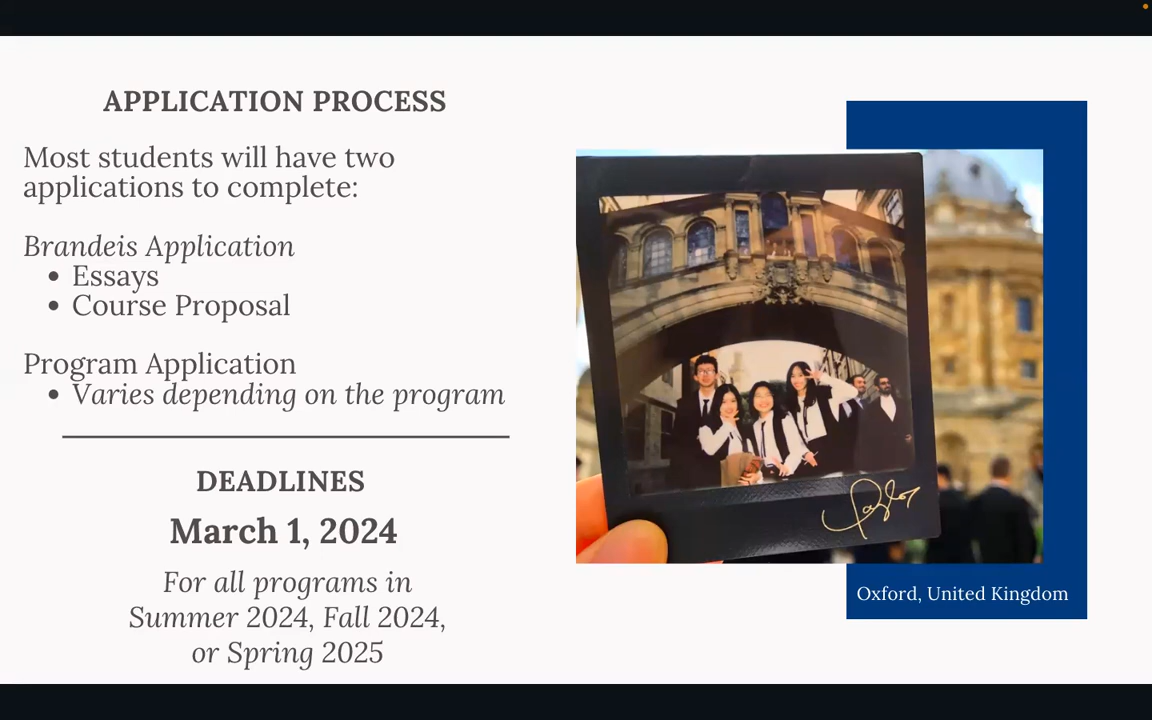 APPLICATION PROCESS
Most students will have two
applications to complete:
Brandeis Application
• Essays
• Course Proposal
Program Application
• Varies depending on the program
DEADLINES
March 1, 2024
For all programs in
Summer 2024, Fall 2024,
or Spring 2025
Oxford, United Kingdom